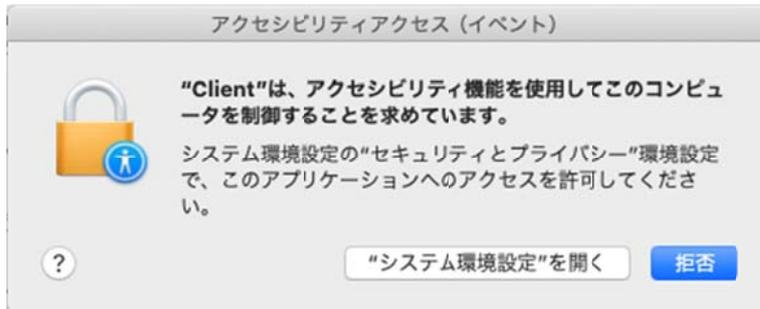 アクセシビリティアクセス（イベント）
"Client"は、アクセシビリティ機能を使用してこのコンピュ
ータを制御することを求めています。
システム環境設定の"セキュリティとプライバシー"環境設定
で、このアプリケーションへのアクセスを許可してくださ
い。
?
"システム環境設定"を開く
拒否